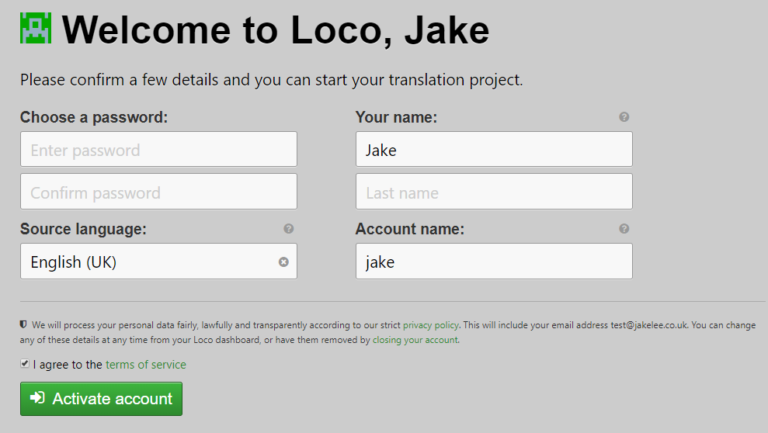 Welcome to Loco, Jake
Please confirm a few details and you can start your translation project.
Choose a password:
Enter password
Confirm password
Your name:
Jake
Last name
Source language:
English (UK)
Account name:
jake
We will process your personal data fairly, lawfully and transparently according to our strict privacy policy. This will include your email address test@jakelee.co.uk. You can change
any of these details at any time from your Loco dashboard, or have them removed by closing your account.
I agree to the terms of service
Activate account